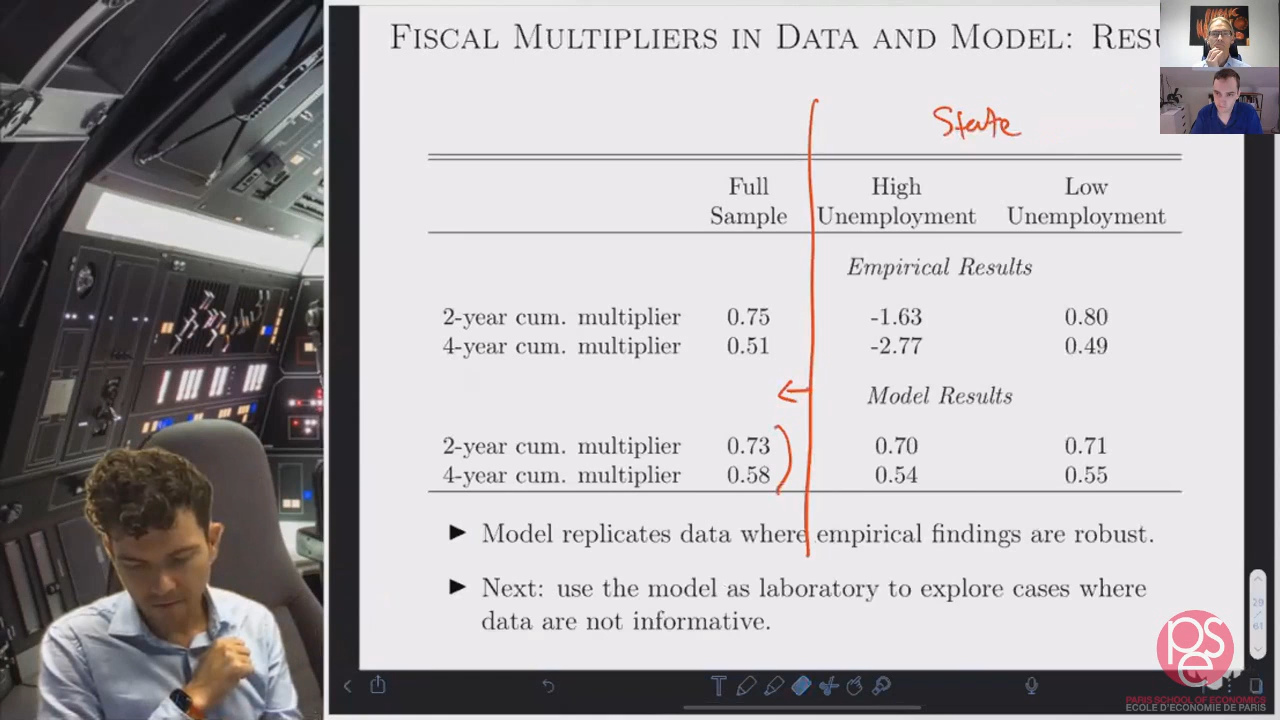 FISCAL MULTIPLIERS IN DATA AND MODEL: RESU
State
Full Sample High Unemployment Low Unemployment
Empirical Results
2-year cum. multiplier 0.75 -1.63 0.80
4-year cum. multiplier 0.51 -2.77 0.49
Model Results
2-year cum. multiplier 0.73 0.70 0.71
4-year cum. multiplier 0.58 0.54 0.55
► Model replicates data where empirical findings are robust.
► Next: use the model as laboratory to explore cases where
data are not informative.
29
/
61
pse
T
PARIS SCHOOL OF ECONOMICS
ECOLE D'ECONOMIE DE PARIS